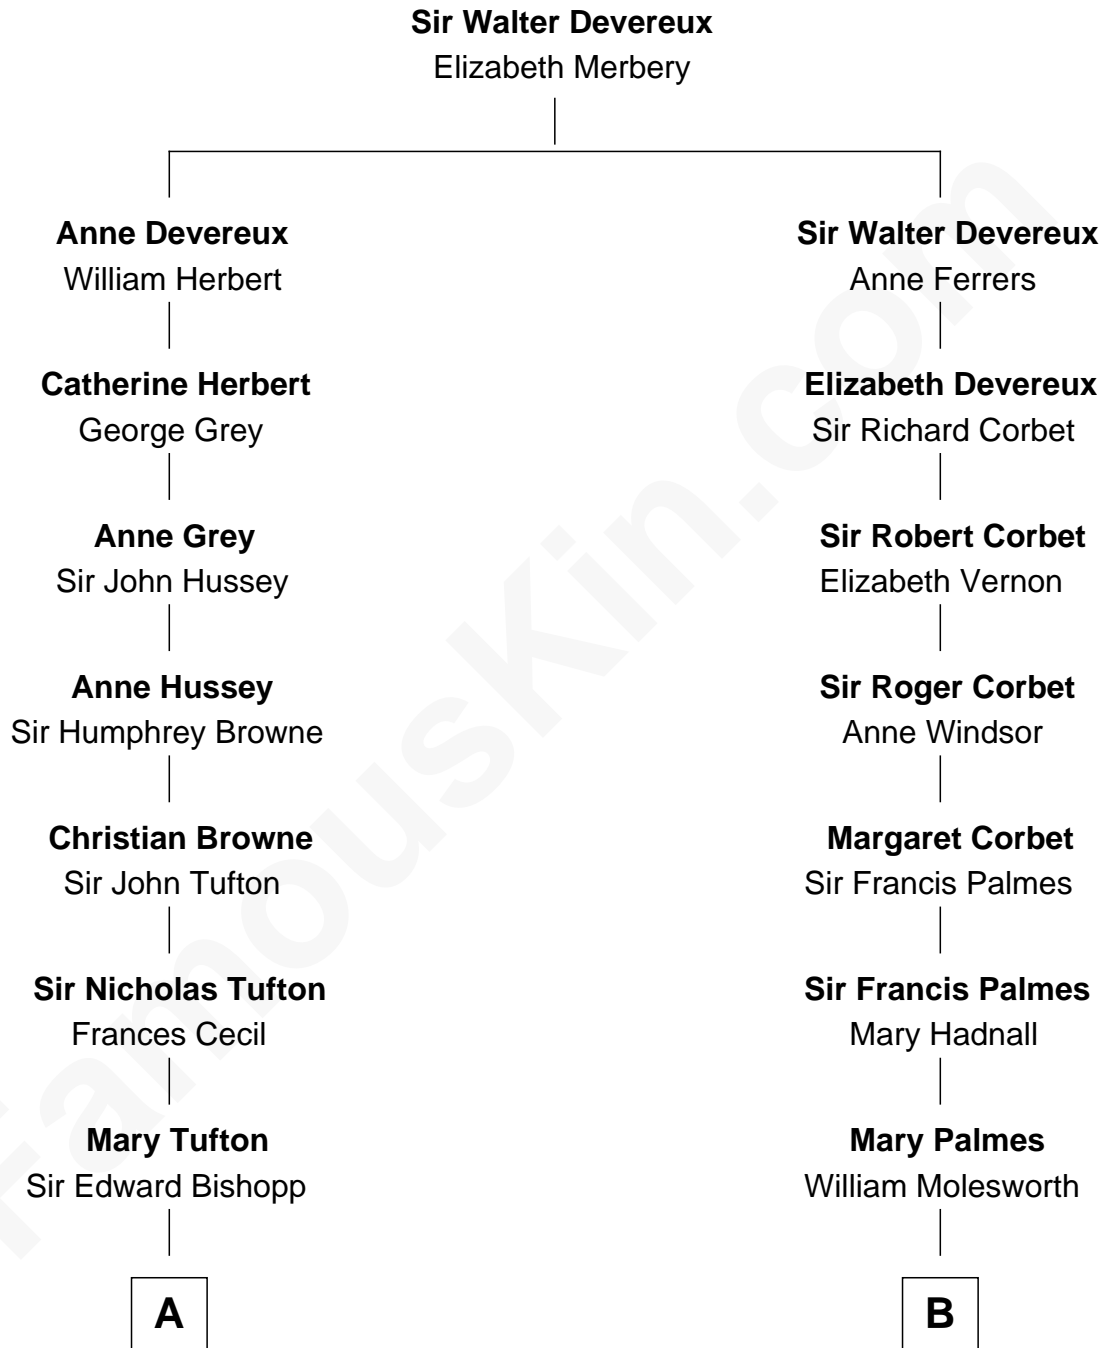 Sir Walter Devereux
Elizabeth Merbery
Anne Devereux
William Herbert
Sir Walter Devereux
Anne Ferrers
Catherine Herbert
George Grey
Elizabeth Devereux
Sir Richard Corbet
Anne Grey
Sir John Hussey
Sir Robert Corbet
Elizabeth Vernon
Anne Hussey
Sir Humphrey Browne
Sir Roger Corbet
Anne Windsor
Christian Browne
Sir John Tufton
Margaret Corbet
Sir Francis Palmes
Sir Nicholas Tufton
Frances Cecil
Sir Francis Palmes
Mary Hadnall
Mary Tufton
Sir Edward Bishopp
Mary Palmes
William Molesworth
A
B
FamousKin.com